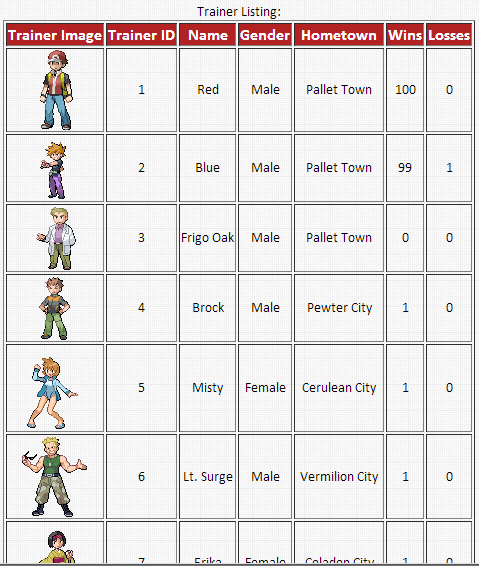 Trainer Listing:
Trainer Image Trainer ID Name Gender Hometown Wins Losses
1 Red Male Pallet Town 100 0
2 Blue Male Pallet Town 99 1
3 Frigo Oak Male Pallet Town 0 0
4 Brock Male Pewter City 1 0
5 Misty Female Cerulean City 1 0
6 Lt. Surge Male Vermilion City 1 0
7 Erika Female Celadon City 1 0